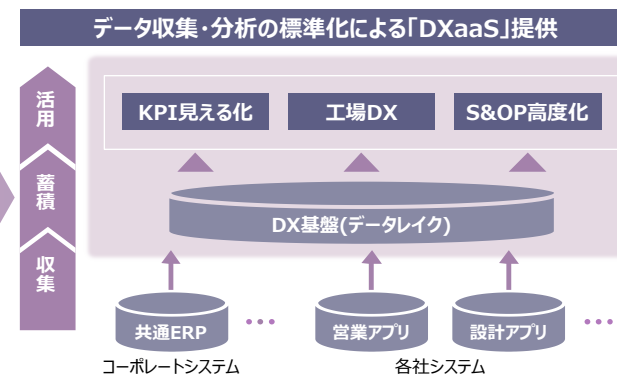 データ収集・分析の標準化による「DXaaS」提供
活用
KPI見える化
工場DX
S&OP高度化
蓄積
DX基盤(データレイク)
収集
共通ERP
…
営業アプリ
設計アプリ
…
コーポレートシステム
各社システム